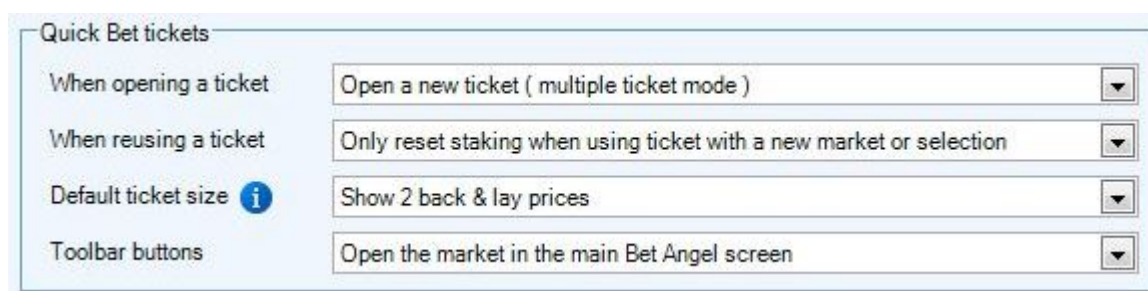 Quick Bet tickets
When opening a ticket Open a new ticket ( multiple ticket mode )
When reusing a ticket Only reset staking when using ticket with a new market or selection
Default ticket size i Show 2 back & lay prices
Toolbar buttons Open the market in the main Bet Angel screen